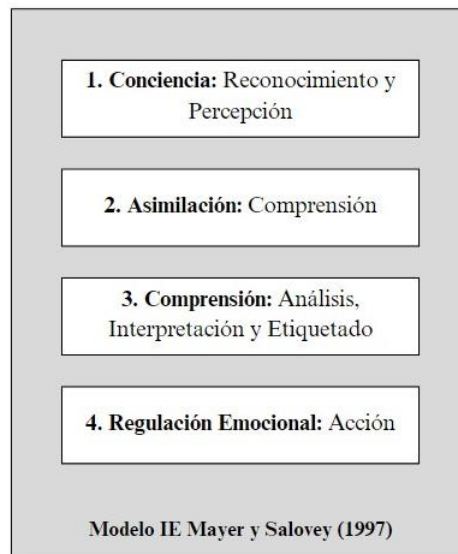 1. Conciencia: Reconocimiento y
Percepción
2. Asimilación: Comprensión
3. Comprensión: Análisis,
Interpretación y Etiquetado
4. Regulación Emocional: Acción
Modelo IE Mayer y Salovey (1997)